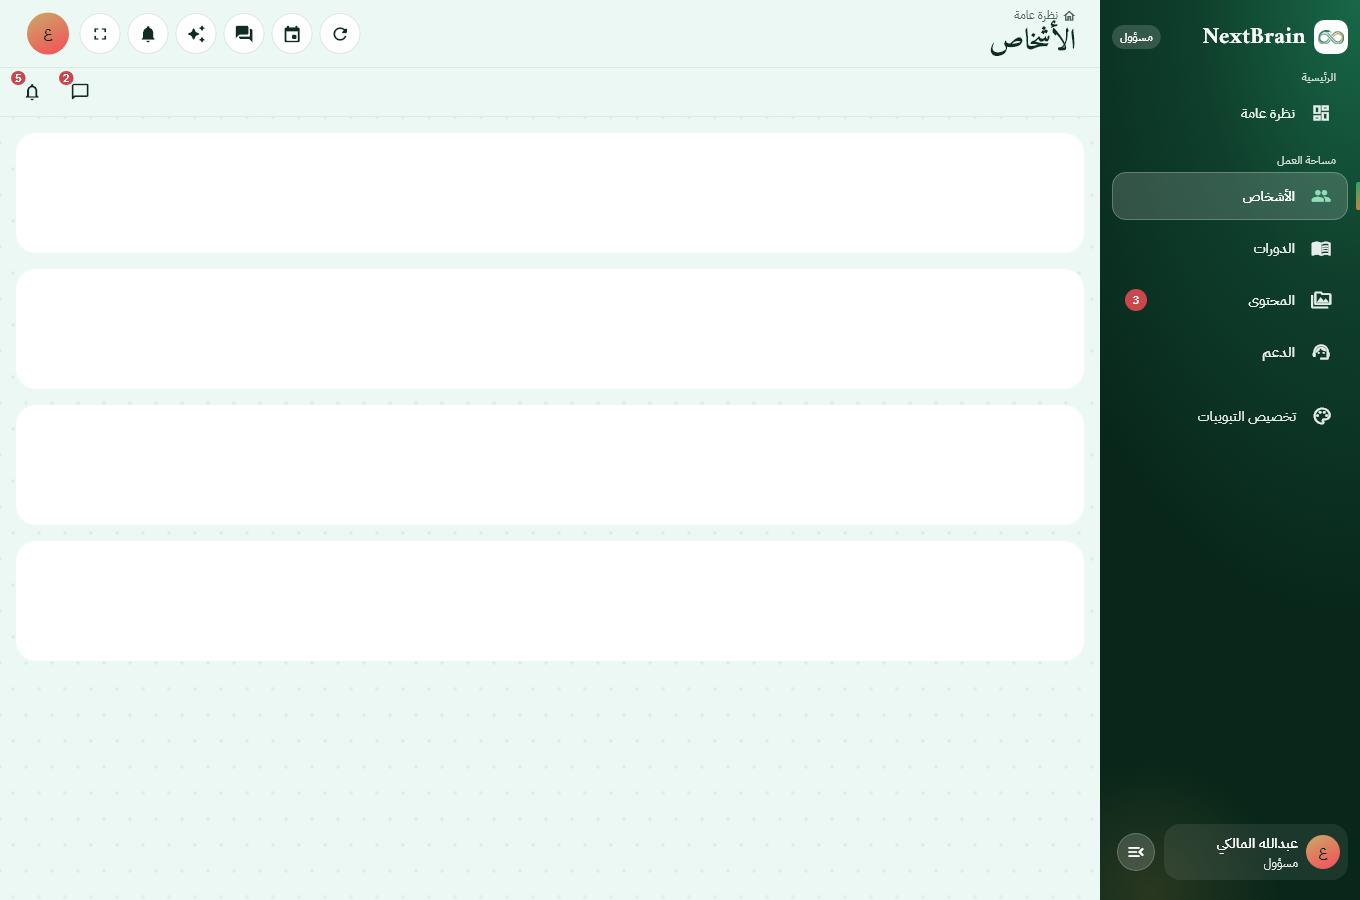 NextBrain
مسؤول
الرئيسية
نظرة عامة
مساحة العمل
الأشخاص
الدورات
المحتوى
3
الدعم
تخصيص التبويبات
عبدالله المالكي
مسؤول
ع
نظرة عامة
الأشخاص
ع
2
5